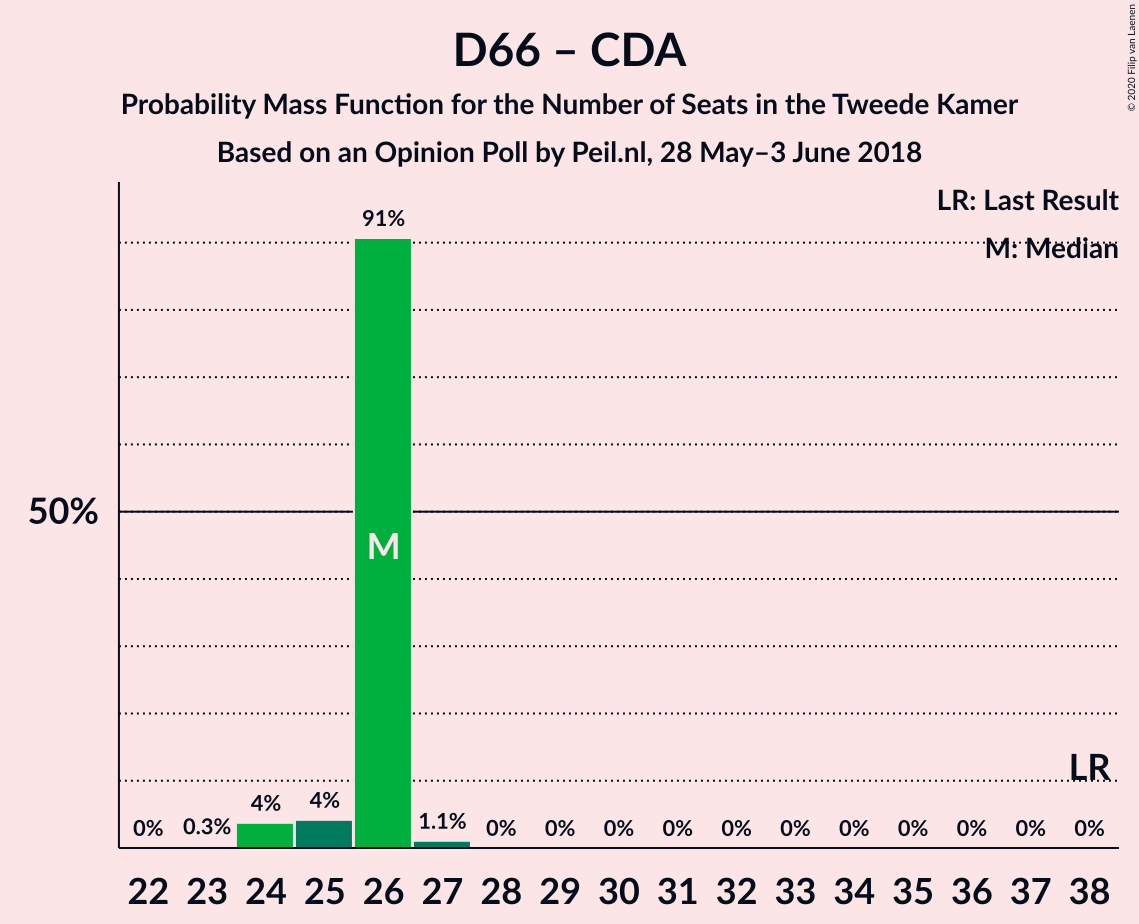 D66 – CDA
Probability Mass Function for the Number of Seats in the Tweede Kamer
Based on an Opinion Poll by Peil.nl, 28 May–3 June 2018
© 2020 Filip van Laenen
LR: Last Result
M: Median
91%
50%
M
LR
0% 0.3% 4% 4% 1.1% 0% 0% 0% 0% 0% 0% 0% 0% 0% 0% 0%
22 23 24 25 26 27 28 29 30 31 32 33 34 35 36 37 38